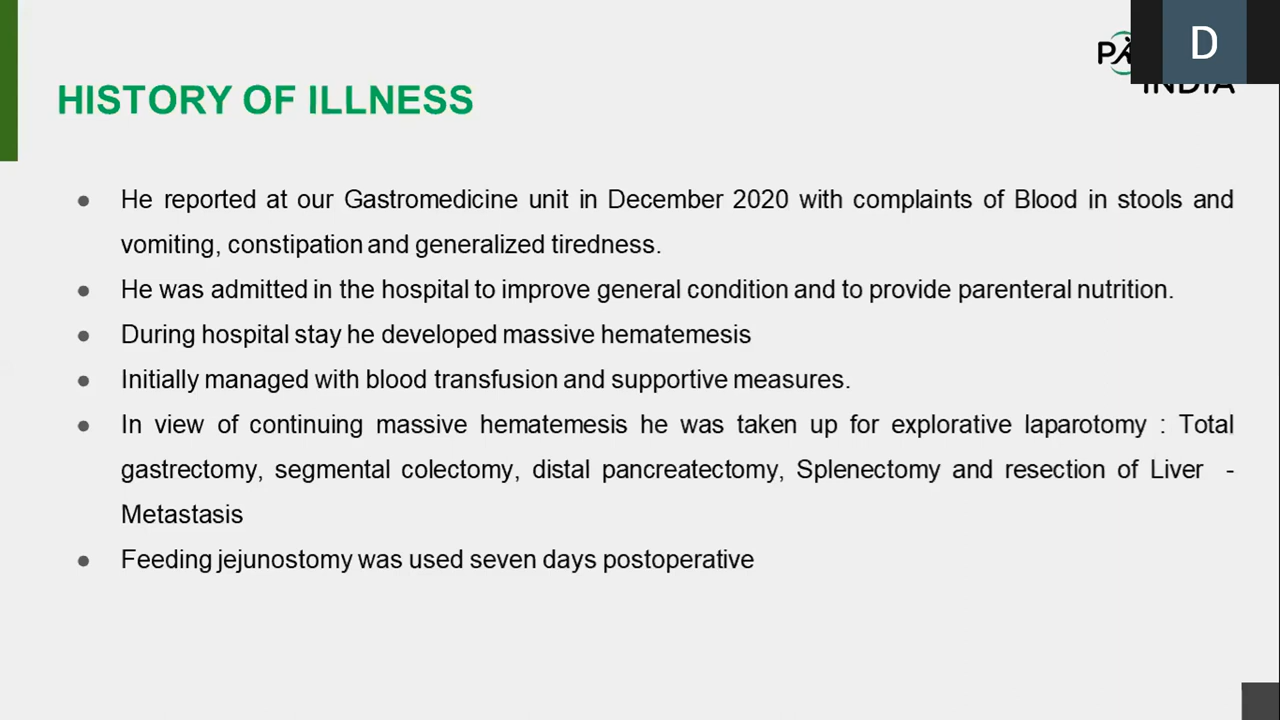 D
INDIA
HISTORY OF ILLNESS
● He reported at our Gastromedicine unit in December 2020 with complaints of Blood in stools and
vomiting, constipation and generalized tiredness.
● He was admitted in the hospital to improve general condition and to provide parenteral nutrition.
● During hospital stay he developed massive hematemesis
● Initially managed with blood transfusion and supportive measures.
● In view of continuing massive hematemesis he was taken up for explorative laparotomy : Total
gastrectomy, segmental colectomy, distal pancreatectomy, Splenectomy and resection of Liver -
Metastasis
● Feeding jejunostomy was used seven days postoperative